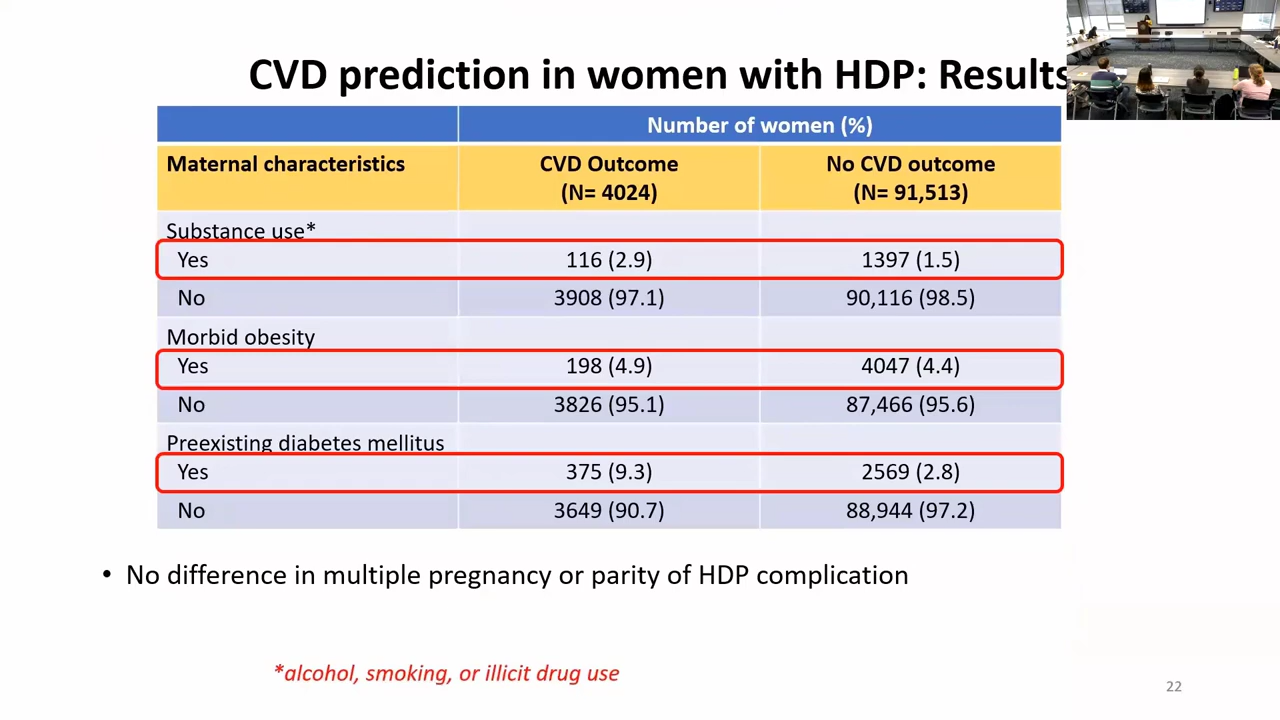 CVD prediction in women with HDP: Results
Number of women (%)
Maternal characteristics CVD Outcome (N= 4024) No CVD outcome (N= 91,513)
Substance use*
Yes 116 (2.9) 1397 (1.5)
No 3908 (97.1) 90,116 (98.5)
Morbid obesity
Yes 198 (4.9) 4047 (4.4)
No 3826 (95.1) 87,466 (95.6)
Preexisting diabetes mellitus
Yes 375 (9.3) 2569 (2.8)
No 3649 (90.7) 88,944 (97.2)
• No difference in multiple pregnancy or parity of HDP complication
*alcohol, smoking, or illicit drug use
22